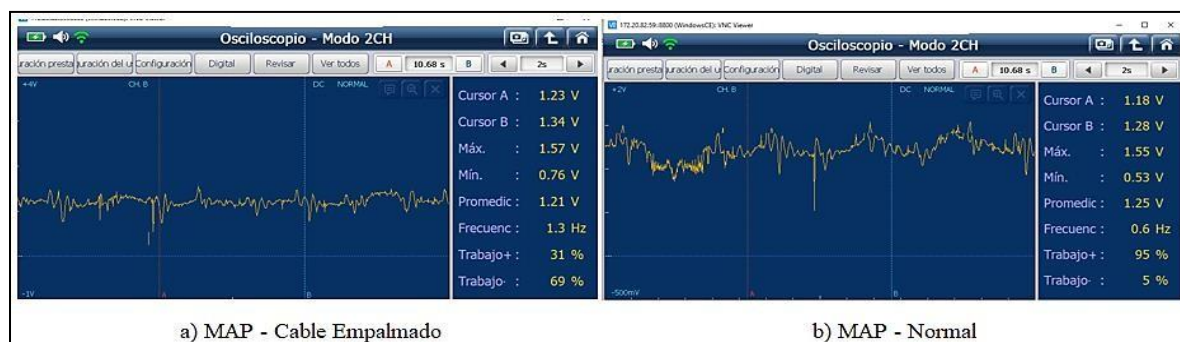 Osciloscopio - Modo 2CH
uración presta uración del u Configuración Digital Revisar Ver todos A 10.68 s B 2s
+4V CH. B DC NORMAL
Cursor A : 1.23 V
Cursor B : 1.34 V
Máx. : 1.57 V
Mín. : 0.76 V
Promedic : 1.21 V
Frecuenc : 1.3 Hz
Trabajo+ : 31 %
Trabajo- : 69 %
-1V A B
a) MAP - Cable Empalmado
172.20.82.59::8800 (WindowsCE): VNC Viewer
Osciloscopio - Modo 2CH
uración presta uración del u Configuración Digital Revisar Ver todos A 10.68 s B 2s
+2V CH. B DC NORMAL
Cursor A : 1.18 V
Cursor B : 1.28 V
Máx. : 1.55 V
Mín. : 0.53 V
Promedic : 1.25 V
Frecuenc : 0.6 Hz
Trabajo+ : 95 %
Trabajo- : 5 %
-500mV A B
b) MAP - Normal